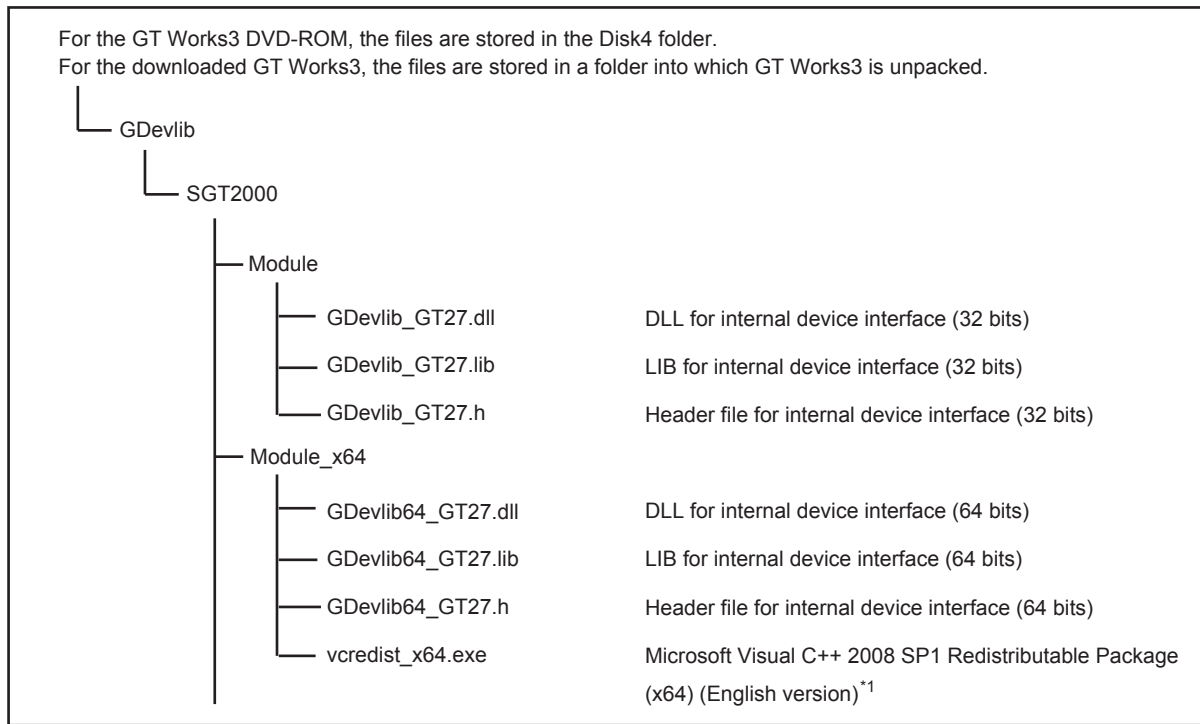 For the GT Works3 DVD-ROM, the files are stored in the Disk4 folder.
For the downloaded GT Works3, the files are stored in a folder into which GT Works3 is unpacked.
GDevlib
SGT2000
Module
GDevlib_GT27.dll DLL for internal device interface (32 bits)
GDevlib_GT27.lib LIB for internal device interface (32 bits)
GDevlib_GT27.h Header file for internal device interface (32 bits)
Module_x64
GDevlib64_GT27.dll DLL for internal device interface (64 bits)
GDevlib64_GT27.lib LIB for internal device interface (64 bits)
GDevlib64_GT27.h Header file for internal device interface (64 bits)
vcredist_x64.exe Microsoft Visual C++ 2008 SP1 Redistributable Package
(x64) (English version)*1